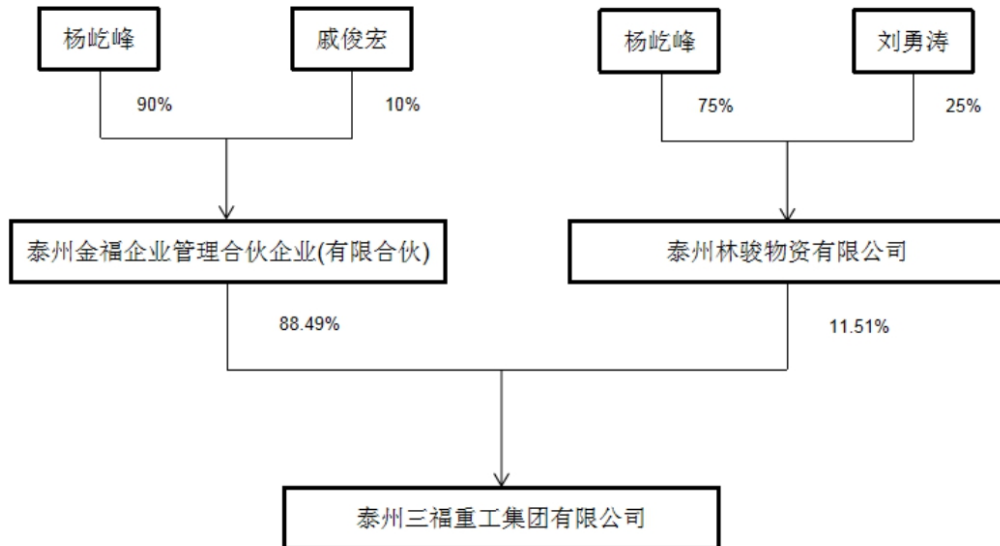 杨屹峰
戚俊宏
杨屹峰
刘勇涛
90%
10%
75%
25%
泰州金福企业管理合伙企业(有限合伙)
泰州林骏物资有限公司
88.49%
11.51%
泰州三福重工集团有限公司